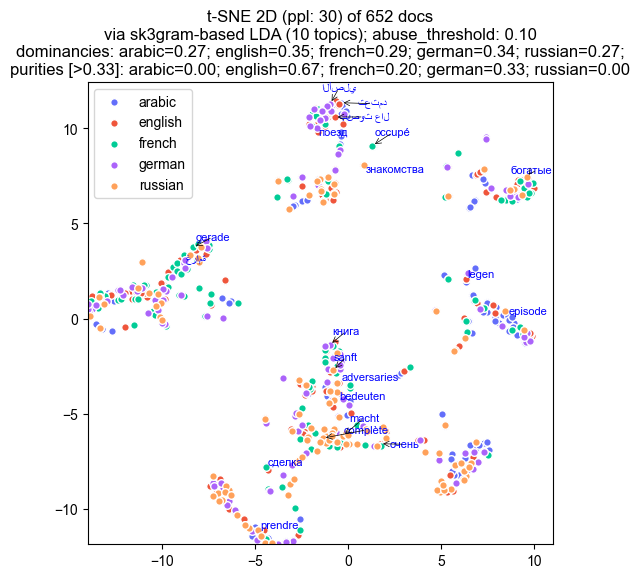 t-SNE 2D (ppl: 30) of 652 docs
via sk3gram-based LDA (10 topics); abuse_threshold: 0.10
dominancies: arabic=0.27; english=0.35; french=0.29; german=0.34; russian=0.27;
purities [>0.33]: arabic=0.00; english=0.67; french=0.20; german=0.33; russian=0.00
arabic
english
french
german
russian
10
5
0
−5
−10
−10
−5
0
5
10
تعتمد
поезд
occupé
знакомства
богатые
gerade
legen
episode
книга
sanft
adversaries
bedeuten
macht
complète
очень
сделка
prendre